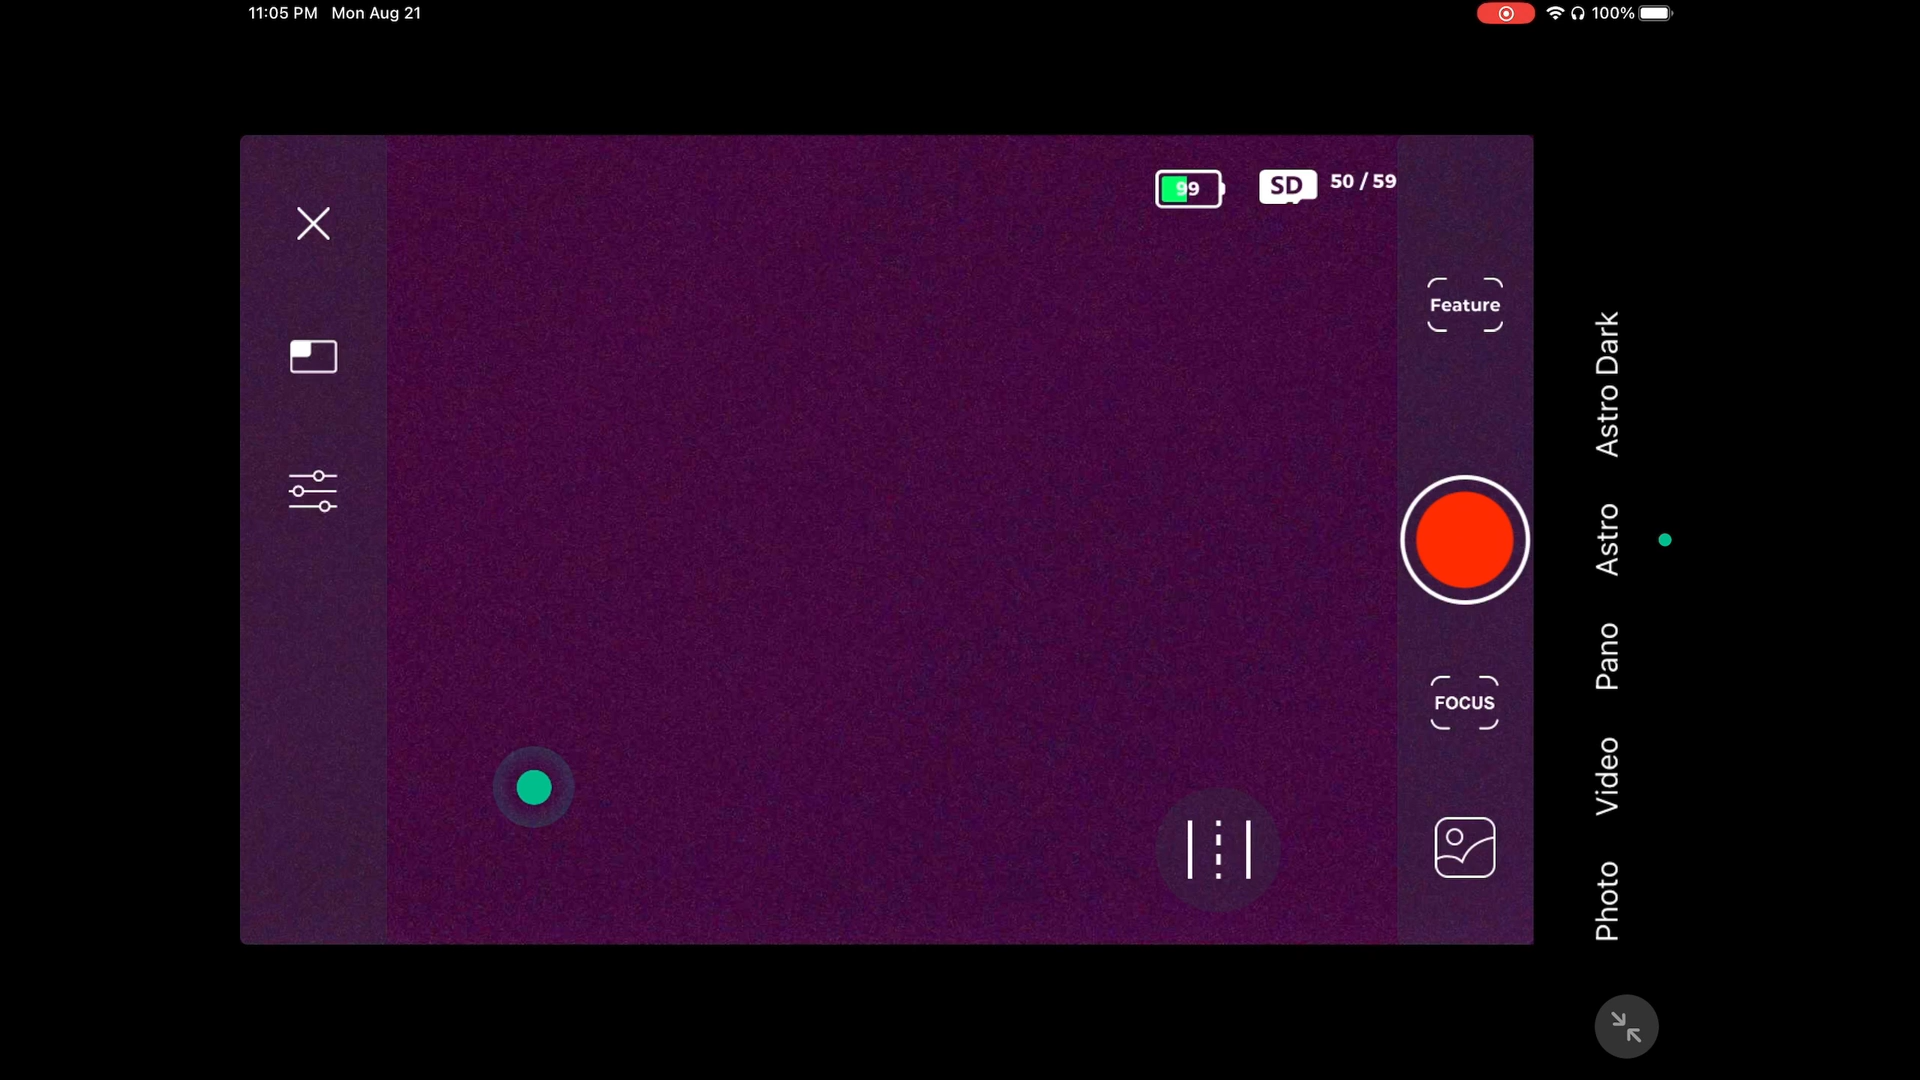 11:05 PM Mon Aug 21
100%
99
SD
50 / 59
Feature
FOCUS
Astro Dark
Astro
Pano
Video
Photo